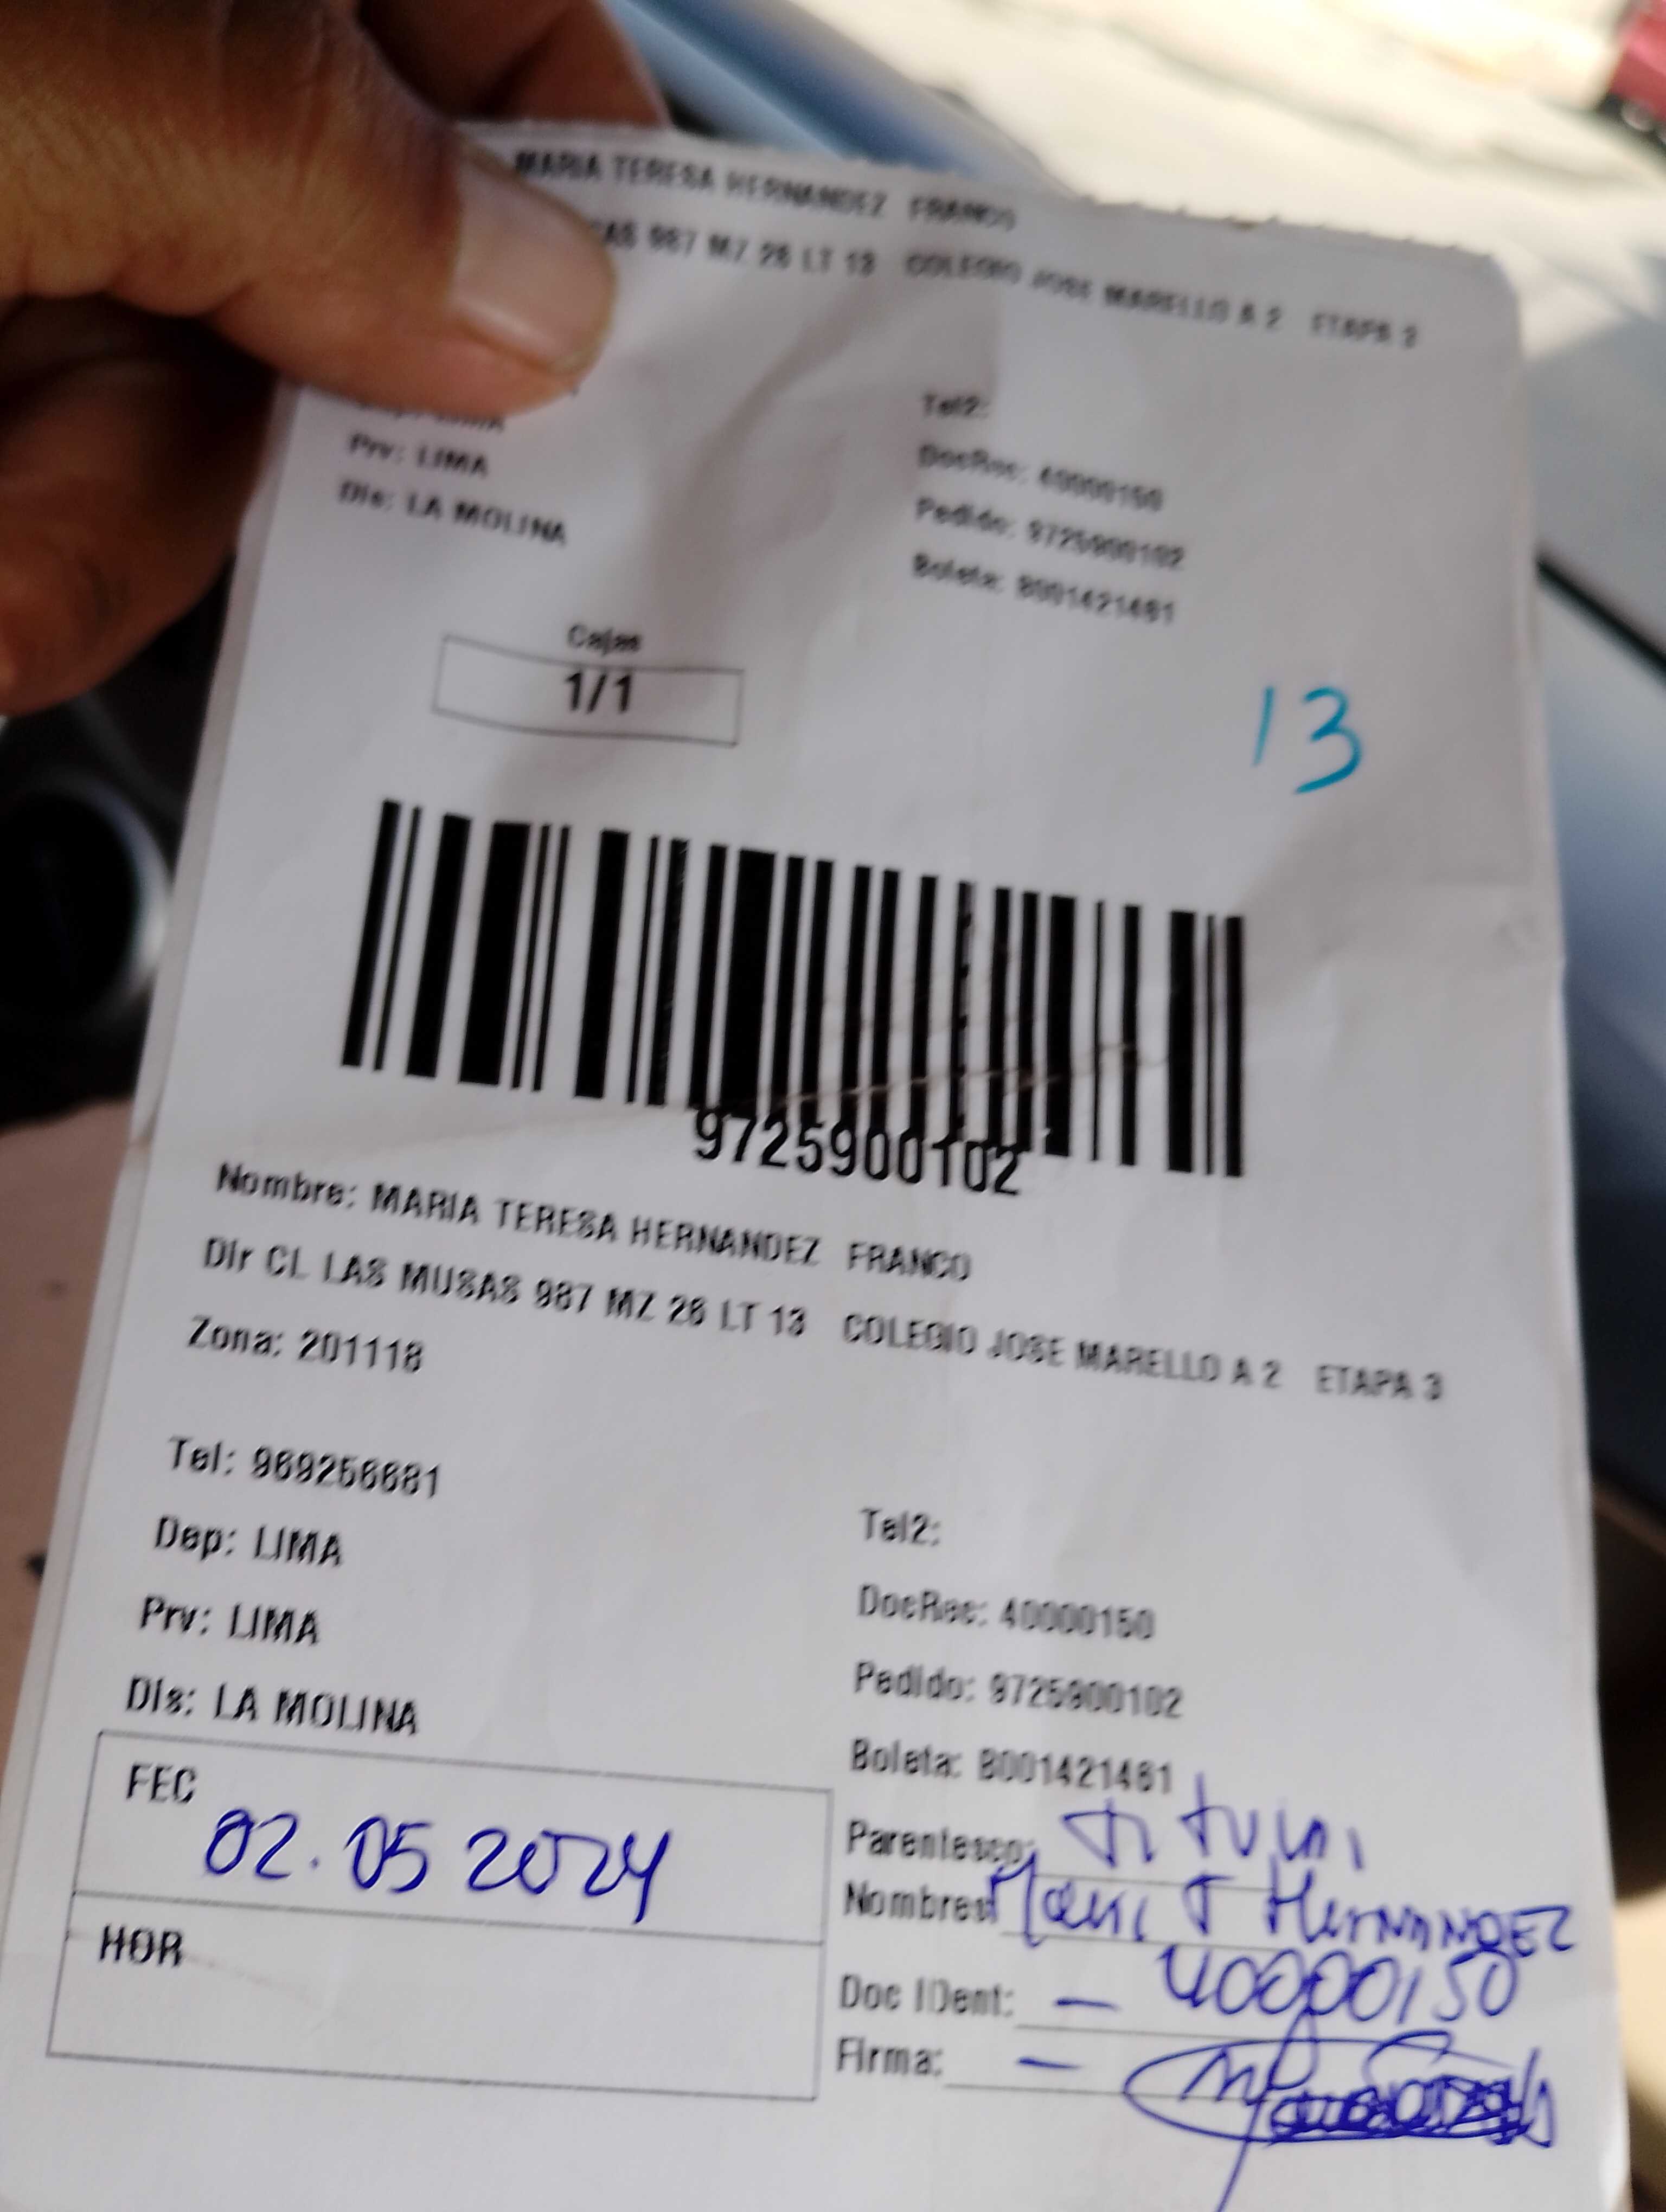 MARIA TERESA HERNANDEZ FRANCO
987 MZ 26 LT 13 COLEGIO JOSE MARELLO A 2 ETAPA 3
LIMA
Tel2:
Prv: LIMA
DocRec: 40000150
Dis: LA MOLINA
Pedido: 9725900102
Boleta: B001421461
Cajas
1/1
13
9725900102
Nombre: MARIA TERESA HERNANDEZ FRANCO
Dir CL LAS MUSAS 987 MZ 26 LT 13 COLEGIO JOSE MARELLO A 2 ETAPA 3
Zona: 201118
Tel: 969256681
Tel2:
Dep: LIMA
DocRec: 40000150
Prv: LIMA
Pedido: 9725900102
Dis: LA MOLINA
Boleta: B001421461
FEC
02.05 2024
Parentesco:
Nombres: T HERNANDEZ
HOR
Doc IDent: - 40000150
Firma: -